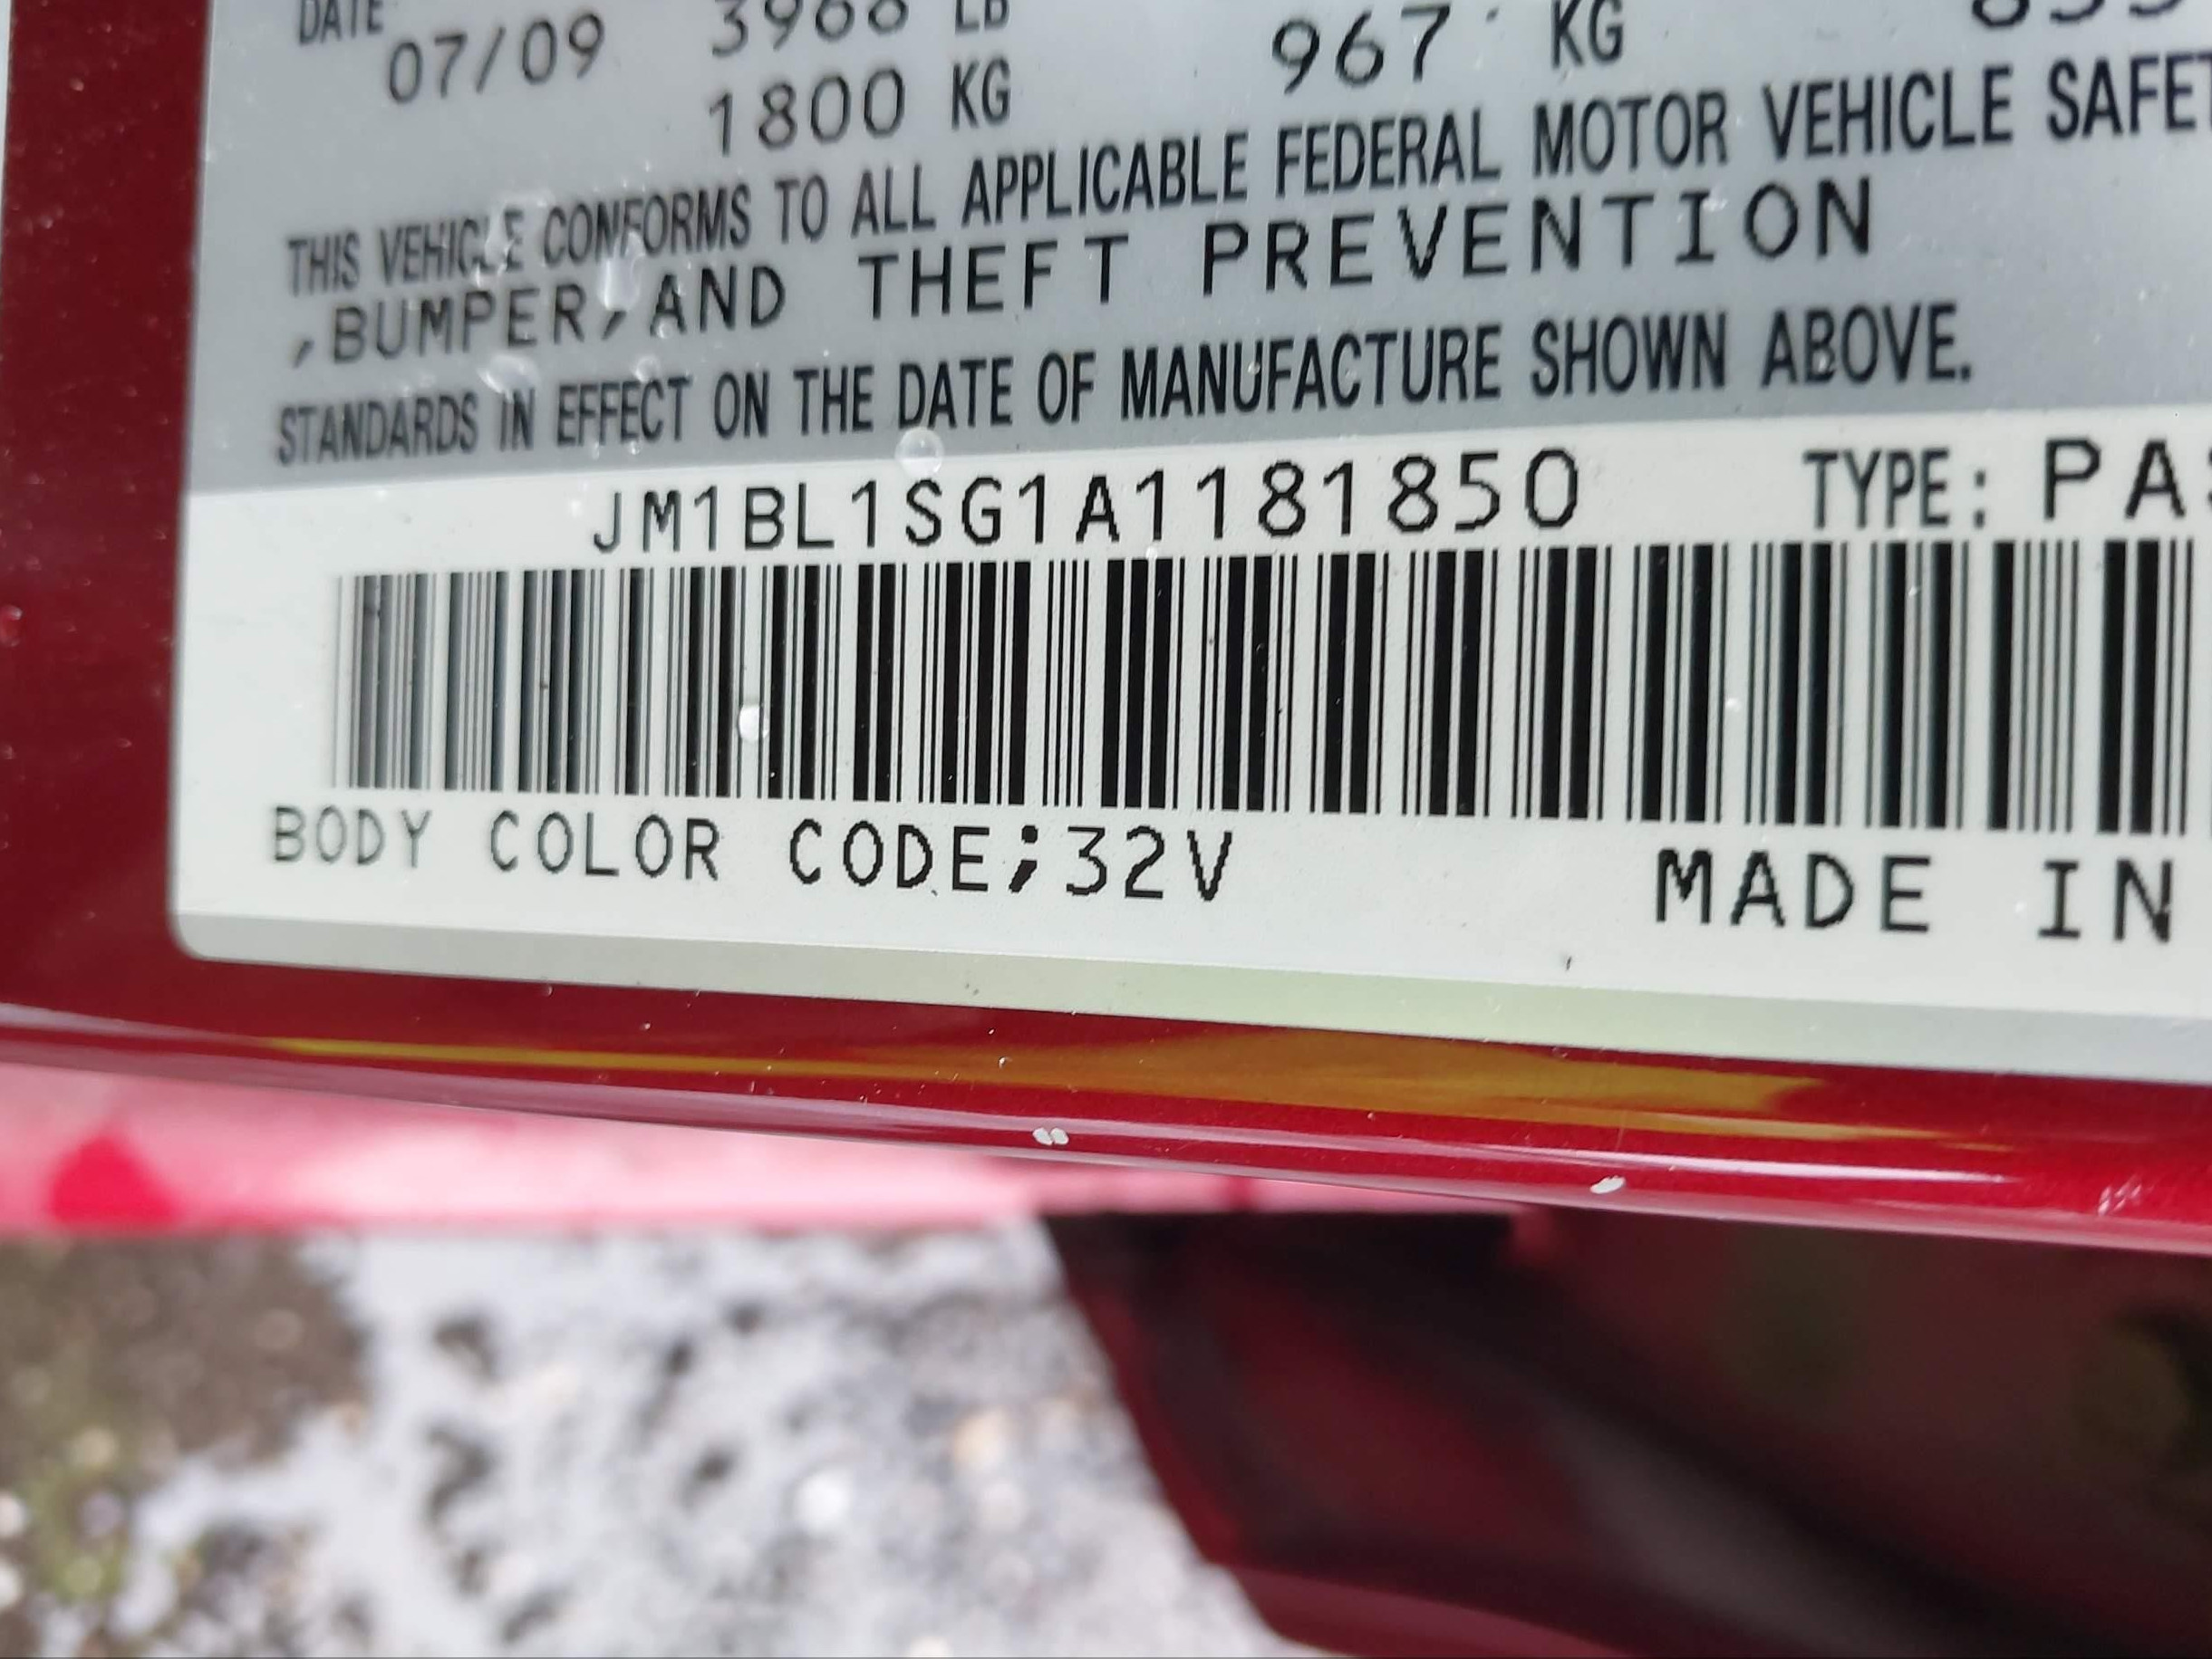 DATE 3968 LB
07/09 1800 KG 967 KG
THIS VEHICLE CONFORMS TO ALL APPLICABLE FEDERAL MOTOR VEHICLE
,BUMPER,AND THEFT PREVENTION
STANDARDS IN EFFECT ON THE DATE OF MANUFACTURE SHOWN ABOVE.
JM1BL1SG1A1181850 TYPE:
BODY COLOR CODE;32V MADE IN